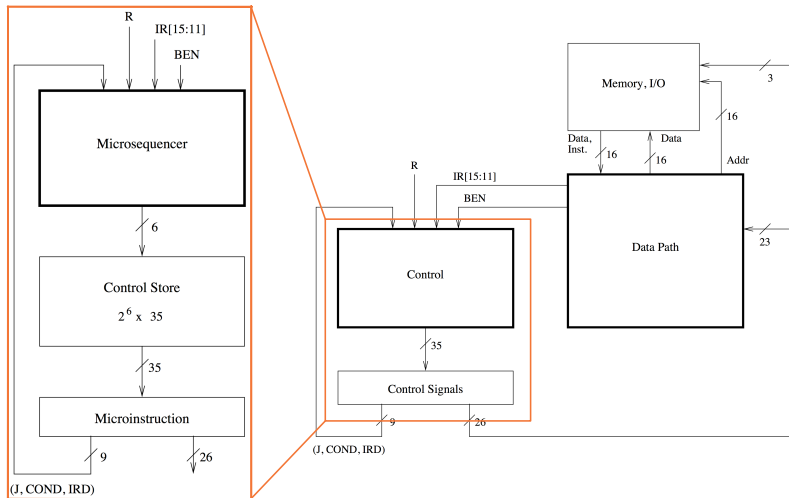 R
IR[15:11]
BEN
Microsequencer
6
Control Store
2^6 x 35
35
Microinstruction
9
26
(J, COND, IRD)
Memory, I/O
3
16
Data,
Inst.
16
16
Data
Addr
R
IR[15:11]
BEN
Control
Data Path
23
35
Control Signals
9
26
(J, COND, IRD)